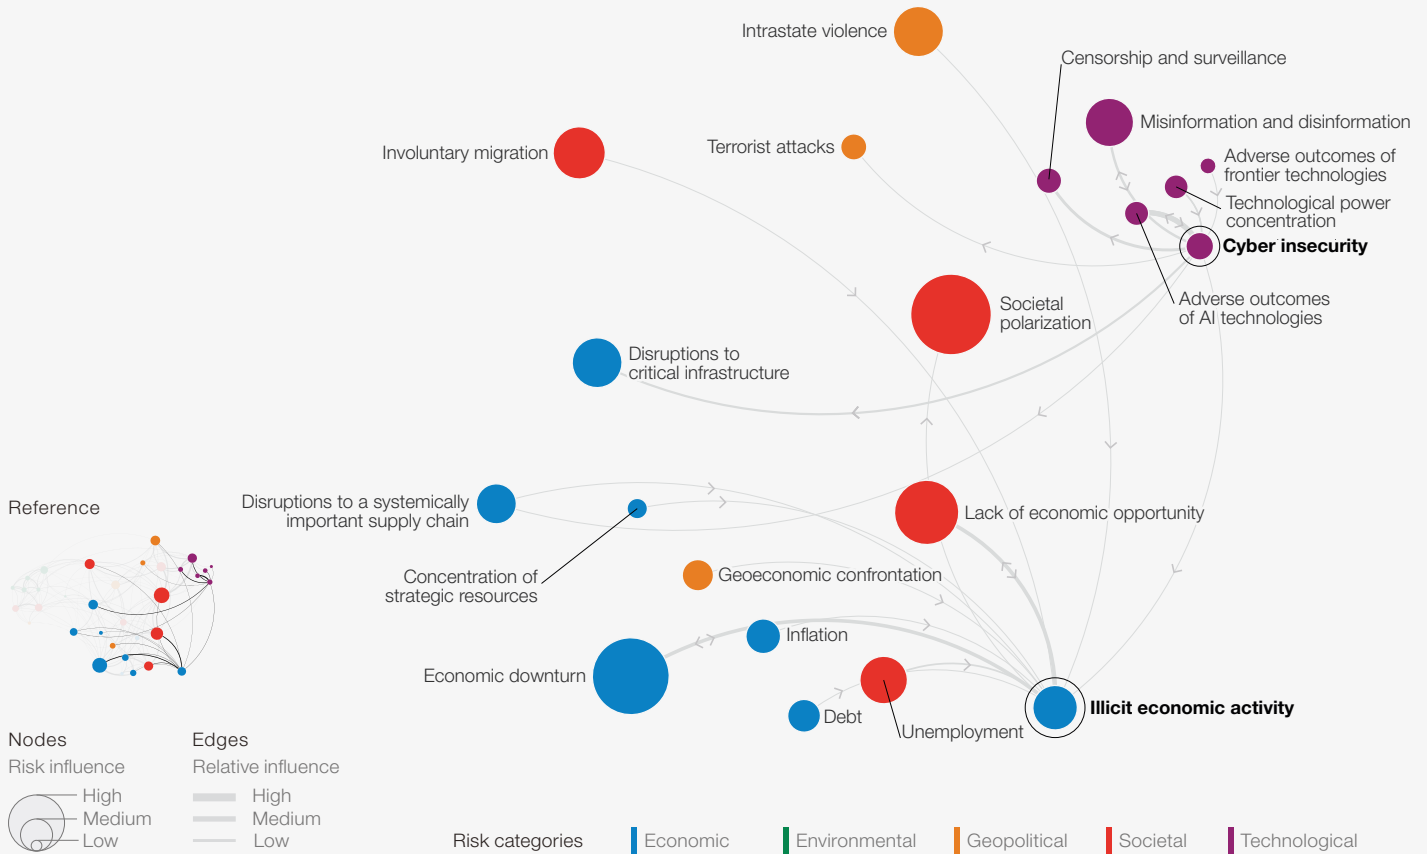 Intrastate violence
Censorship and surveillance
Misinformation and disinformation
Involuntary migration
Terrorist attacks
Adverse outcomes of
frontier technologies
Technological power
concentration
Cyber insecurity
Adverse outcomes
of AI technologies
Societal
polarization
Disruptions to
critical infrastructure
Disruptions to a systemically
important supply chain
Reference
Lack of economic opportunity
Concentration of
strategic resources
Geoeconomic confrontation
Inflation
Economic downturn
Illicit economic activity
Debt
Unemployment
Nodes
Risk influence
High
Medium
Low
Edges
Relative influence
High
Medium
Low
Risk categories
Economic
Environmental
Geopolitical
Societal
Technological